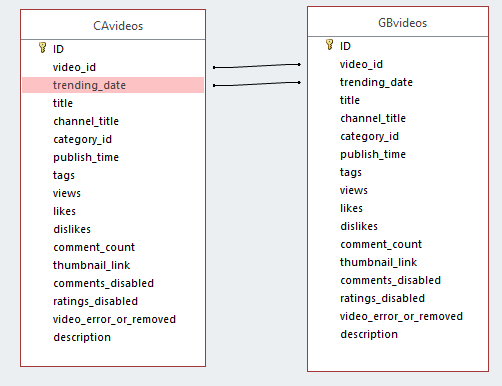 CAvideos
ID
video_id
trending_date
title
channel_title
category_id
publish_time
tags
views
likes
dislikes
comment_count
thumbnail_link
comments_disabled
ratings_disabled
video_error_or_removed
description
GBvideos
ID
video_id
trending_date
title
channel_title
category_id
publish_time
tags
views
likes
dislikes
comment_count
thumbnail_link
comments_disabled
ratings_disabled
video_error_or_removed
description